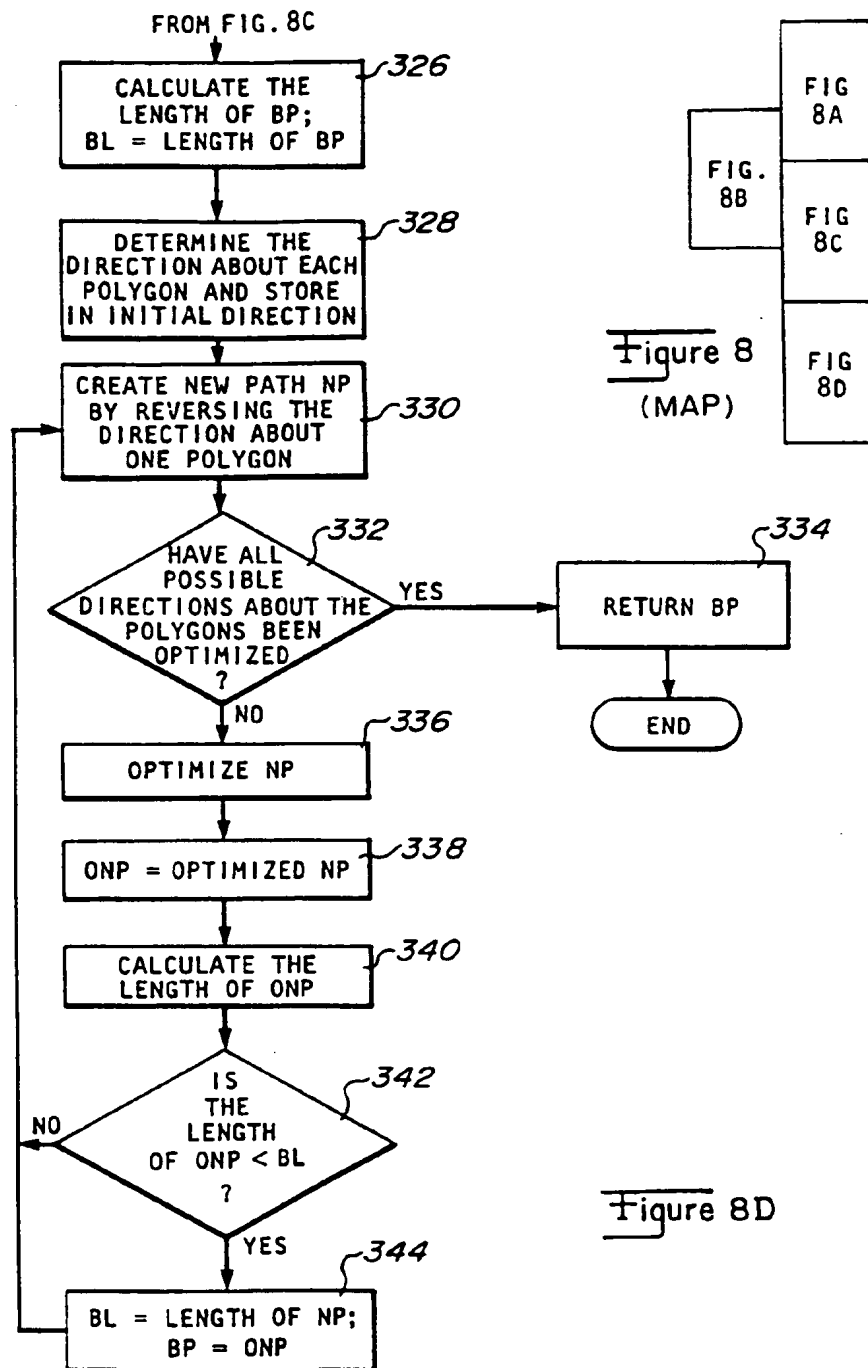 FROM FIG. 8C
326
CALCULATE THE
LENGTH OF BP;
BL = LENGTH OF BP
328
DETERMINE THE
DIRECTION ABOUT EACH
POLYGON AND STORE
IN INITIAL DIRECTION
CREATE NEW PATH NP
BY REVERSING THE
DIRECTION ABOUT
ONE POLYGON
330
332
HAVE ALL
POSSIBLE
DIRECTIONS ABOUT THE
POLYGONS BEEN
OPTIMIZED
?
YES
334
RETURN BP
END
NO
336
OPTIMIZE NP
338
ONP = OPTIMIZED NP
340
CALCULATE THE
LENGTH OF ONP
342
IS
THE
LENGTH
OF ONP < BL
?
NO
YES
344
BL = LENGTH OF NP;
BP = ONP
FIG
8A
FIG.
8B
FIG
8C
FIG
8D
Figure 8
(MAP)
Figure 8D